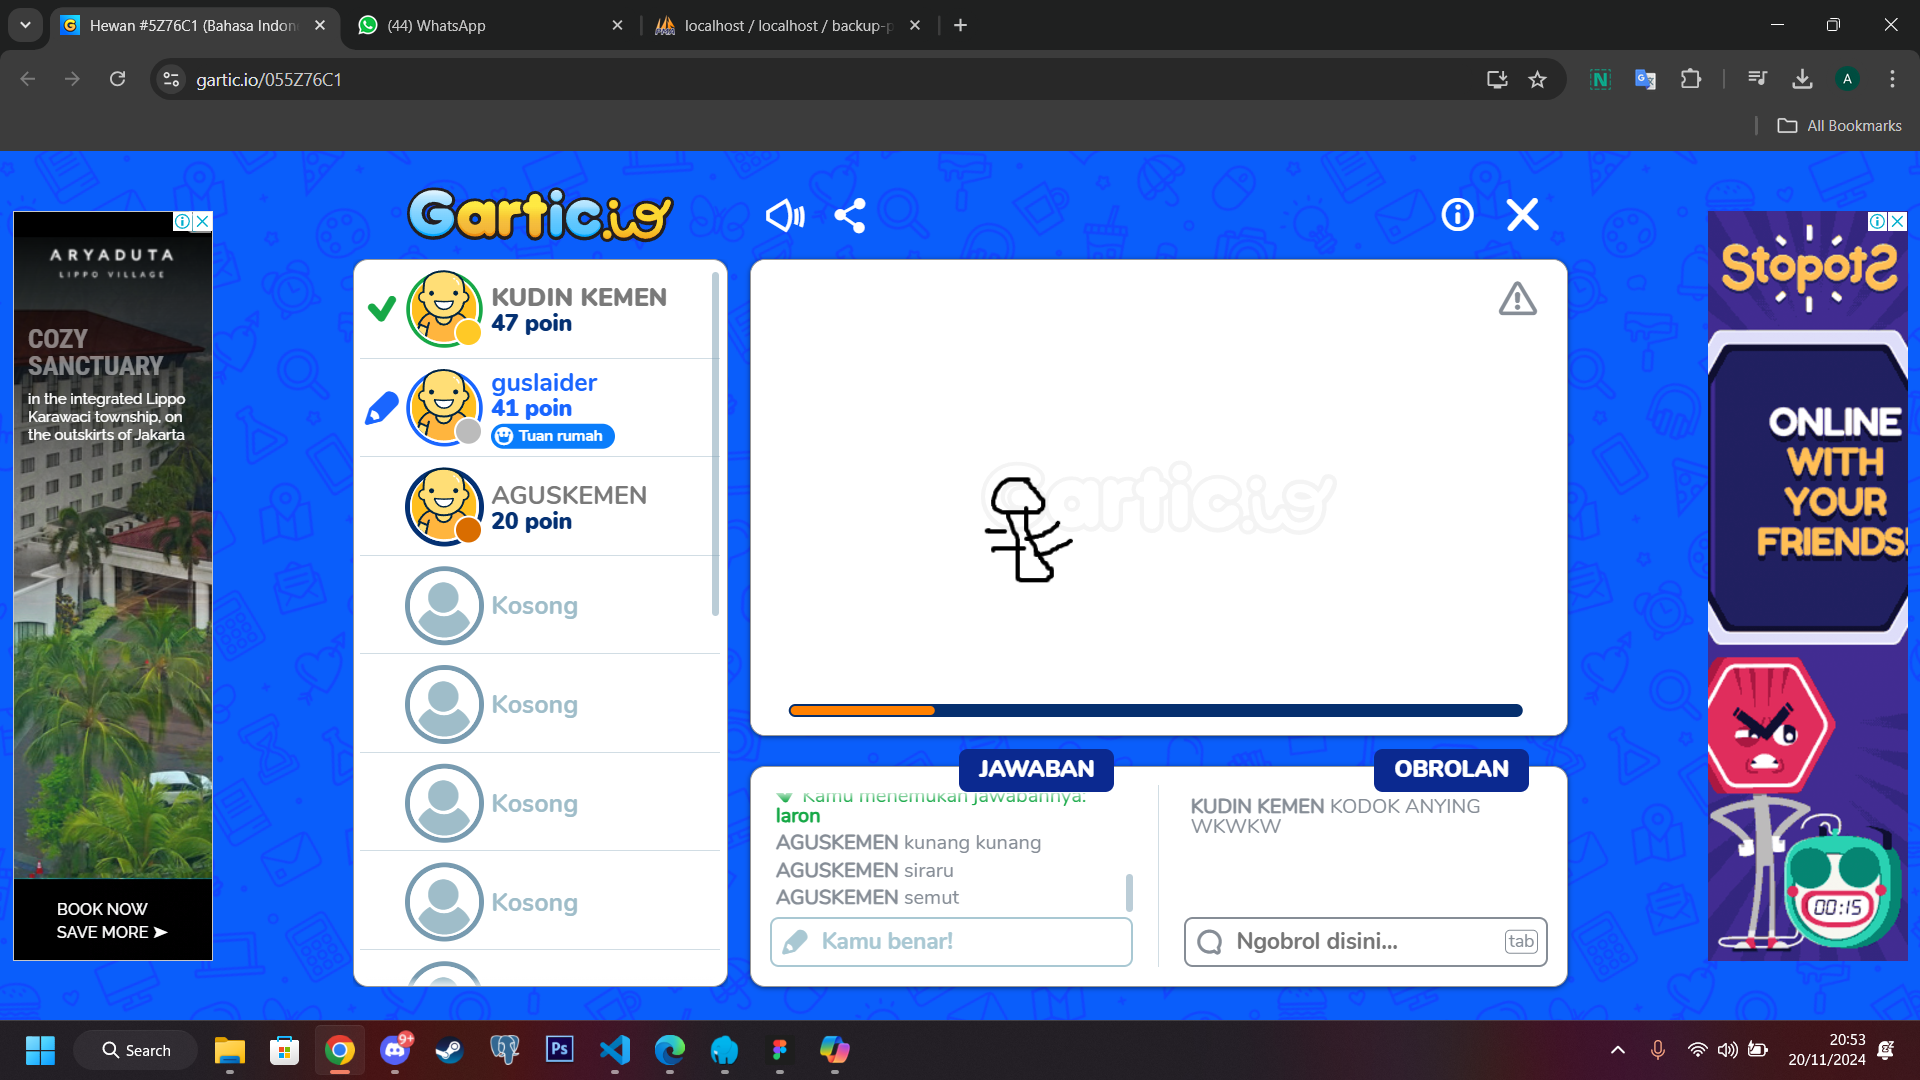 Hewan #5Z76C1 (Bahasa Indon
(44) WhatsApp
localhost / localhost / backup-p
gartic.io/055Z76C1
A
All Bookmarks
Gartic.io
ARYADUTA
LIPPO VILLAGE
COZY
SANCTUARY
in the integrated Lippo
Karawaci township, on
the outskirts of Jakarta
BOOK NOW
SAVE MORE ➤
KUDIN KEMEN
47 poin
guslaider
41 poin
Tuan rumah
AGUSKEMEN
20 poin
Kosong
Kosong
Kosong
Kosong
Gartic.io
JAWABAN
Kamu menemukan jawabannya:
laron
AGUSKEMEN kunang kunang
AGUSKEMEN siraru
AGUSKEMEN semut
Kamu benar!
OBROLAN
KUDIN KEMEN KODOK ANYING
WKWKW
Ngobrol disini...
tab
StopotS
ONLINE
WITH
YOUR
FRIENDS!
00:15
Search
9+
Ps
20:53
20/11/2024